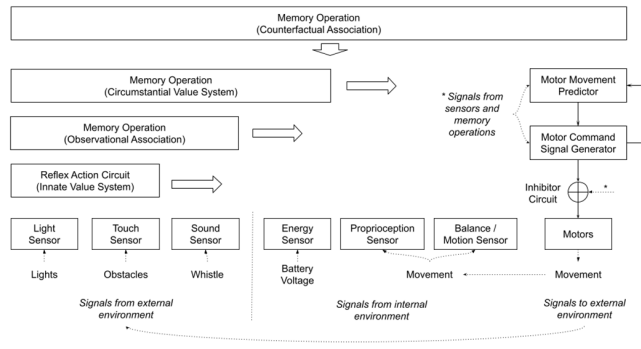 Memory Operation
(Counterfactual Association)
Memory Operation
(Circumstantial Value System)
* Signals from
sensors and
memory
operations
Motor Movement
Predictor
Memory Operation
(Observational Association)
Motor Command
Signal Generator
Reflex Action Circuit
(Innate Value System)
Inhibitor
Circuit
*
Light
Sensor
Touch
Sensor
Sound
Sensor
Energy
Sensor
Proprioception
Sensor
Balance /
Motion Sensor
Motors
Lights
Obstacles
Whistle
Battery
Voltage
Movement
Movement
Signals from external
environment
Signals from internal
environment
Signals to external
environment